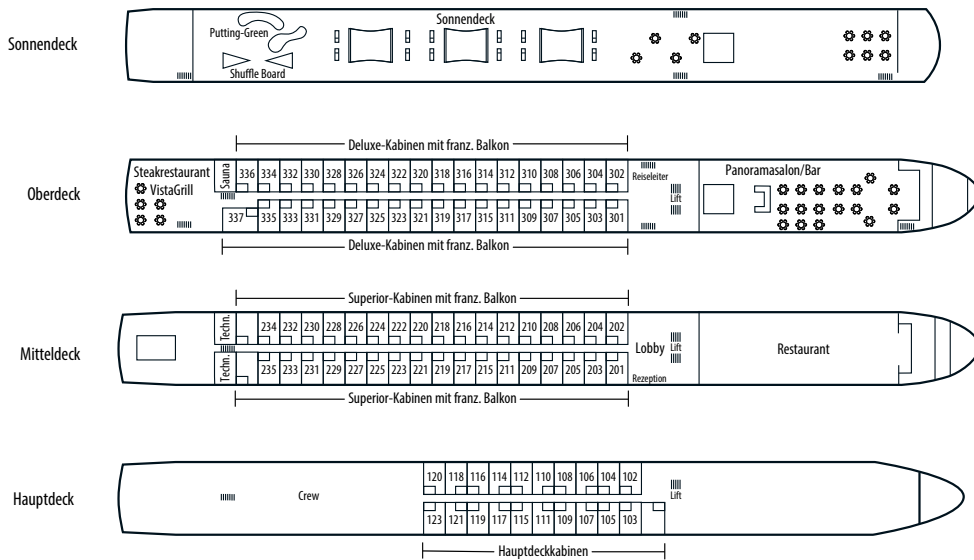 Sonnendeck
Putting-Green
Shuffle Board
Sonnendeck
Oberdeck
Deluxe-Kabinen mit franz. Balkon
Steakrestaurant
VistaGrill
Sauna
336 334 332 330 328 326 324 322 320 318 316 314 312 310 308 306 304 302
337 335 333 331 329 327 325 323 321 319 317 315 311 309 307 305 303 301
Reiseleiter
Lift
Panoramasalon/Bar
Deluxe-Kabinen mit franz. Balkon
Mitteldeck
Superior-Kabinen mit franz. Balkon
Techn.
234 232 230 228 226 224 222 220 218 216 214 212 210 208 206 204 202
Techn.
235 233 231 229 227 225 223 221 219 217 215 211 209 207 205 203 201
Lobby
Lift
Rezeption
Restaurant
Superior-Kabinen mit franz. Balkon
Hauptdeck
Crew
120 118 116 114 112 110 108 106 104 102
123 121 119 117 115 111 109 107 105 103
Lift
Hauptdeckkabinen